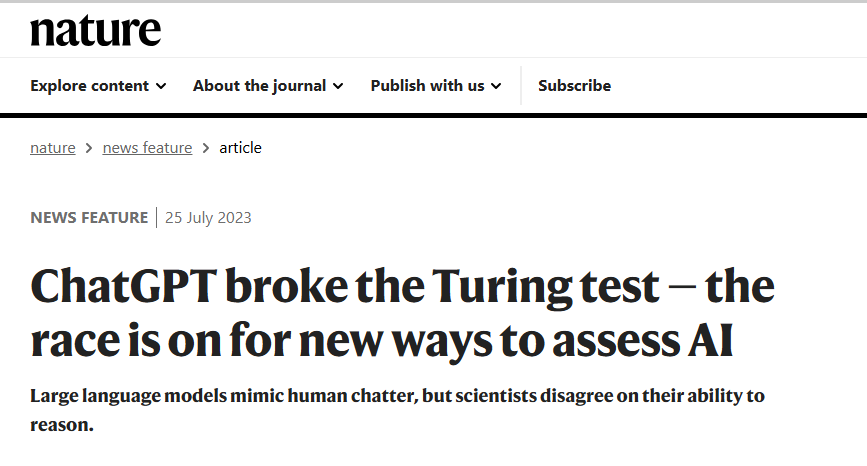 nature
Explore content About the journal Publish with us Subscribe
nature > news feature > article
NEWS FEATURE | 25 July 2023
ChatGPT broke the Turing test — the
race is on for new ways to assess AI
Large language models mimic human chatter, but scientists disagree on their ability to
reason.